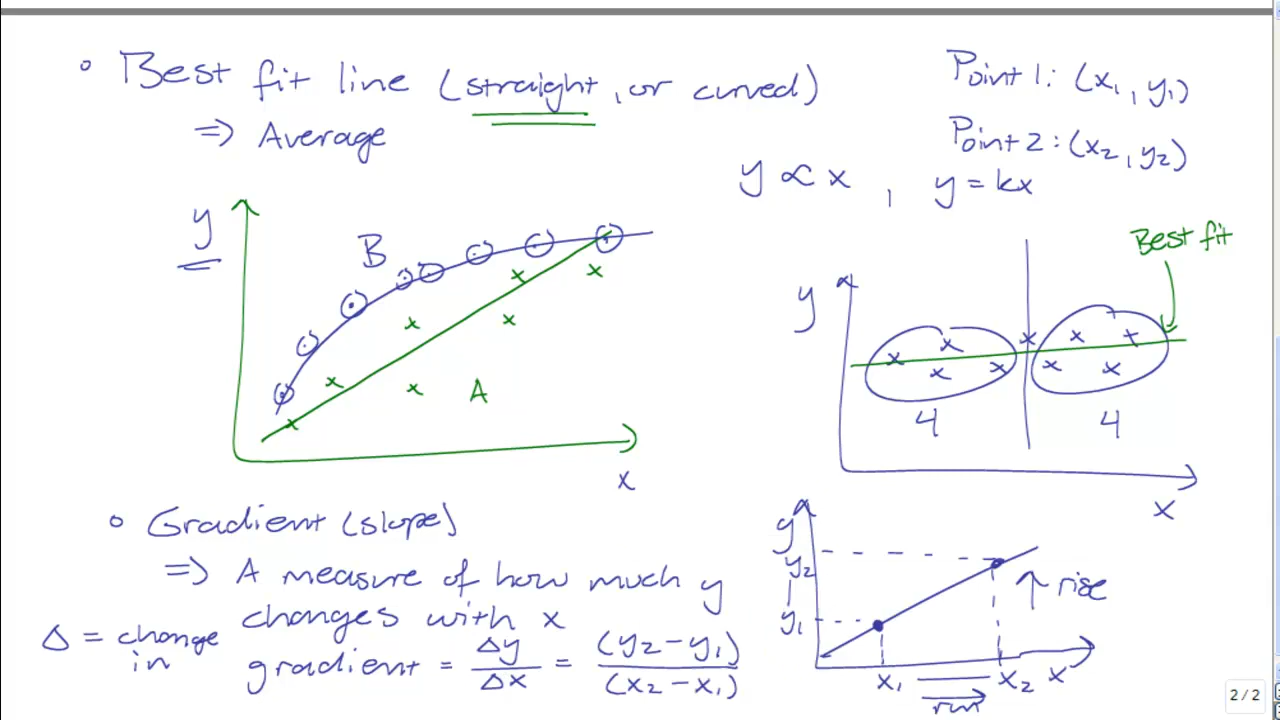 • Best fit line (straight, or curved)
⇒ Average
Point 1: (x₁, y₁)
Point 2: (x₂, y₂)
y ∝ x , y = kx
y
B
A
x
Best fit
y
4
4
x
• Gradient (slope)
⇒ A measure of how much y
changes with x
Δ = change
in
gradient = Δy/Δx = (y₂ - y₁)/(x₂ - x₁)
y
y₂
y₁
rise
x₁
x₂
x
run
2 / 2